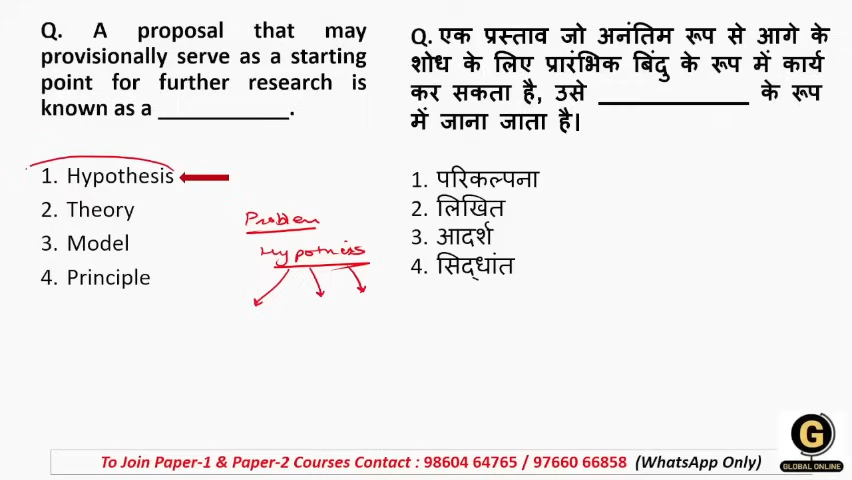 Q. A proposal that may
provisionally serve as a starting
point for further research is
known as a ____________.
1. Hypothesis
2. Theory
3. Model
4. Principle
Problem
Hypothesis
Q. एक प्रस्ताव जो अनंतिम रूप से आगे के
शोध के लिए प्रारंभिक बिंदु के रूप में कार्य
कर सकता है, उसे ____________ के रूप
में जाना जाता है।
1. परिकल्पना
2. लिखित
3. आदर्श
4. सिद्धांत
G
GLOBAL ONLINE
To Join Paper-1 & Paper-2 Courses Contact : 98604 64765 / 97660 66858 (WhatsApp Only)